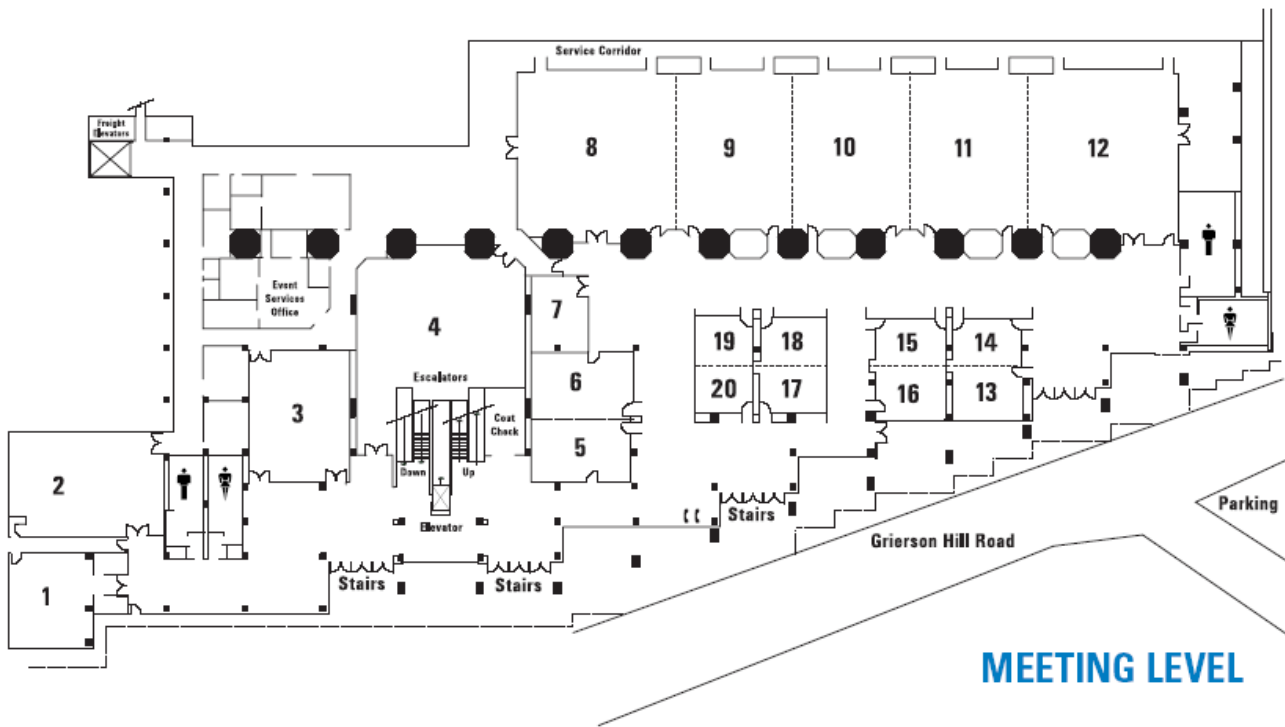 Service Corridor
Freight
Elevators
8
9
10
11
12
Event
Services
Office
4
7
19
18
15
14
6
20
17
16
13
Escalators
3
Coat
Check
5
Down
Up
2
Elevator
Stairs
Parking
Grierson Hill Road
Stairs
Stairs
1
MEETING LEVEL